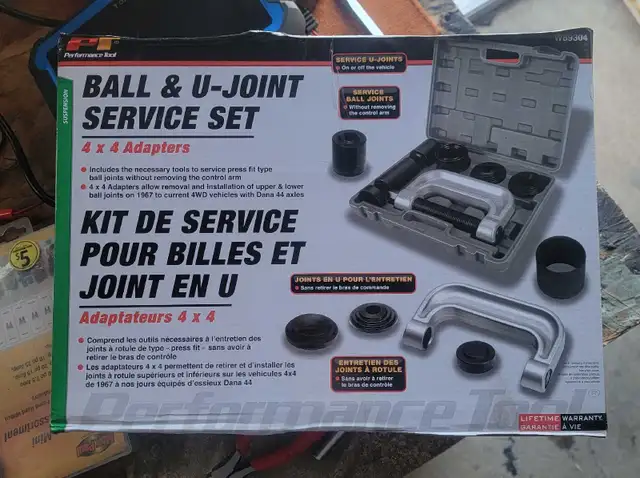 Performance Tool
W89304
SUSPENSION
BALL & U-JOINT
SERVICE SET
4 x 4 Adapters
• Includes the necessary tools to service press fit type
ball joints without removing the control arm
• 4 x 4 Adapters allow removal and installation of upper & lower
ball joints on 1967 to current 4WD vehicles with Dana 44 axles
KIT DE SERVICE
POUR BILLES ET
JOINT EN U
Adaptateurs 4 x 4
• Comprend les outils nécessaires à l'entretien des
joints à rotule de type - press fit - sans avoir à
retirer le bras de contrôle
• Les adaptateurs 4 x 4 permettent de retirer et d'installer les
joints à rotule supérieurs et inférieurs sur les vehicules 4x4
de 1967 à nos jours équipés d'essieux Dana 44
SERVICE U-JOINTS
• On or off the vehicle
SERVICE
BALL JOINTS
• Without removing
the control arm
JOINTS EN U POUR L'ENTRETIEN
• Sans retirer le bras de commande
ENTRETIEN DES
JOINTS À ROTULE
• Sans avoir à retirer
le bras de contrôle
Performance Tool®
LIFETIME WARRANTY
GARANTIE À VIE
$5
Mini